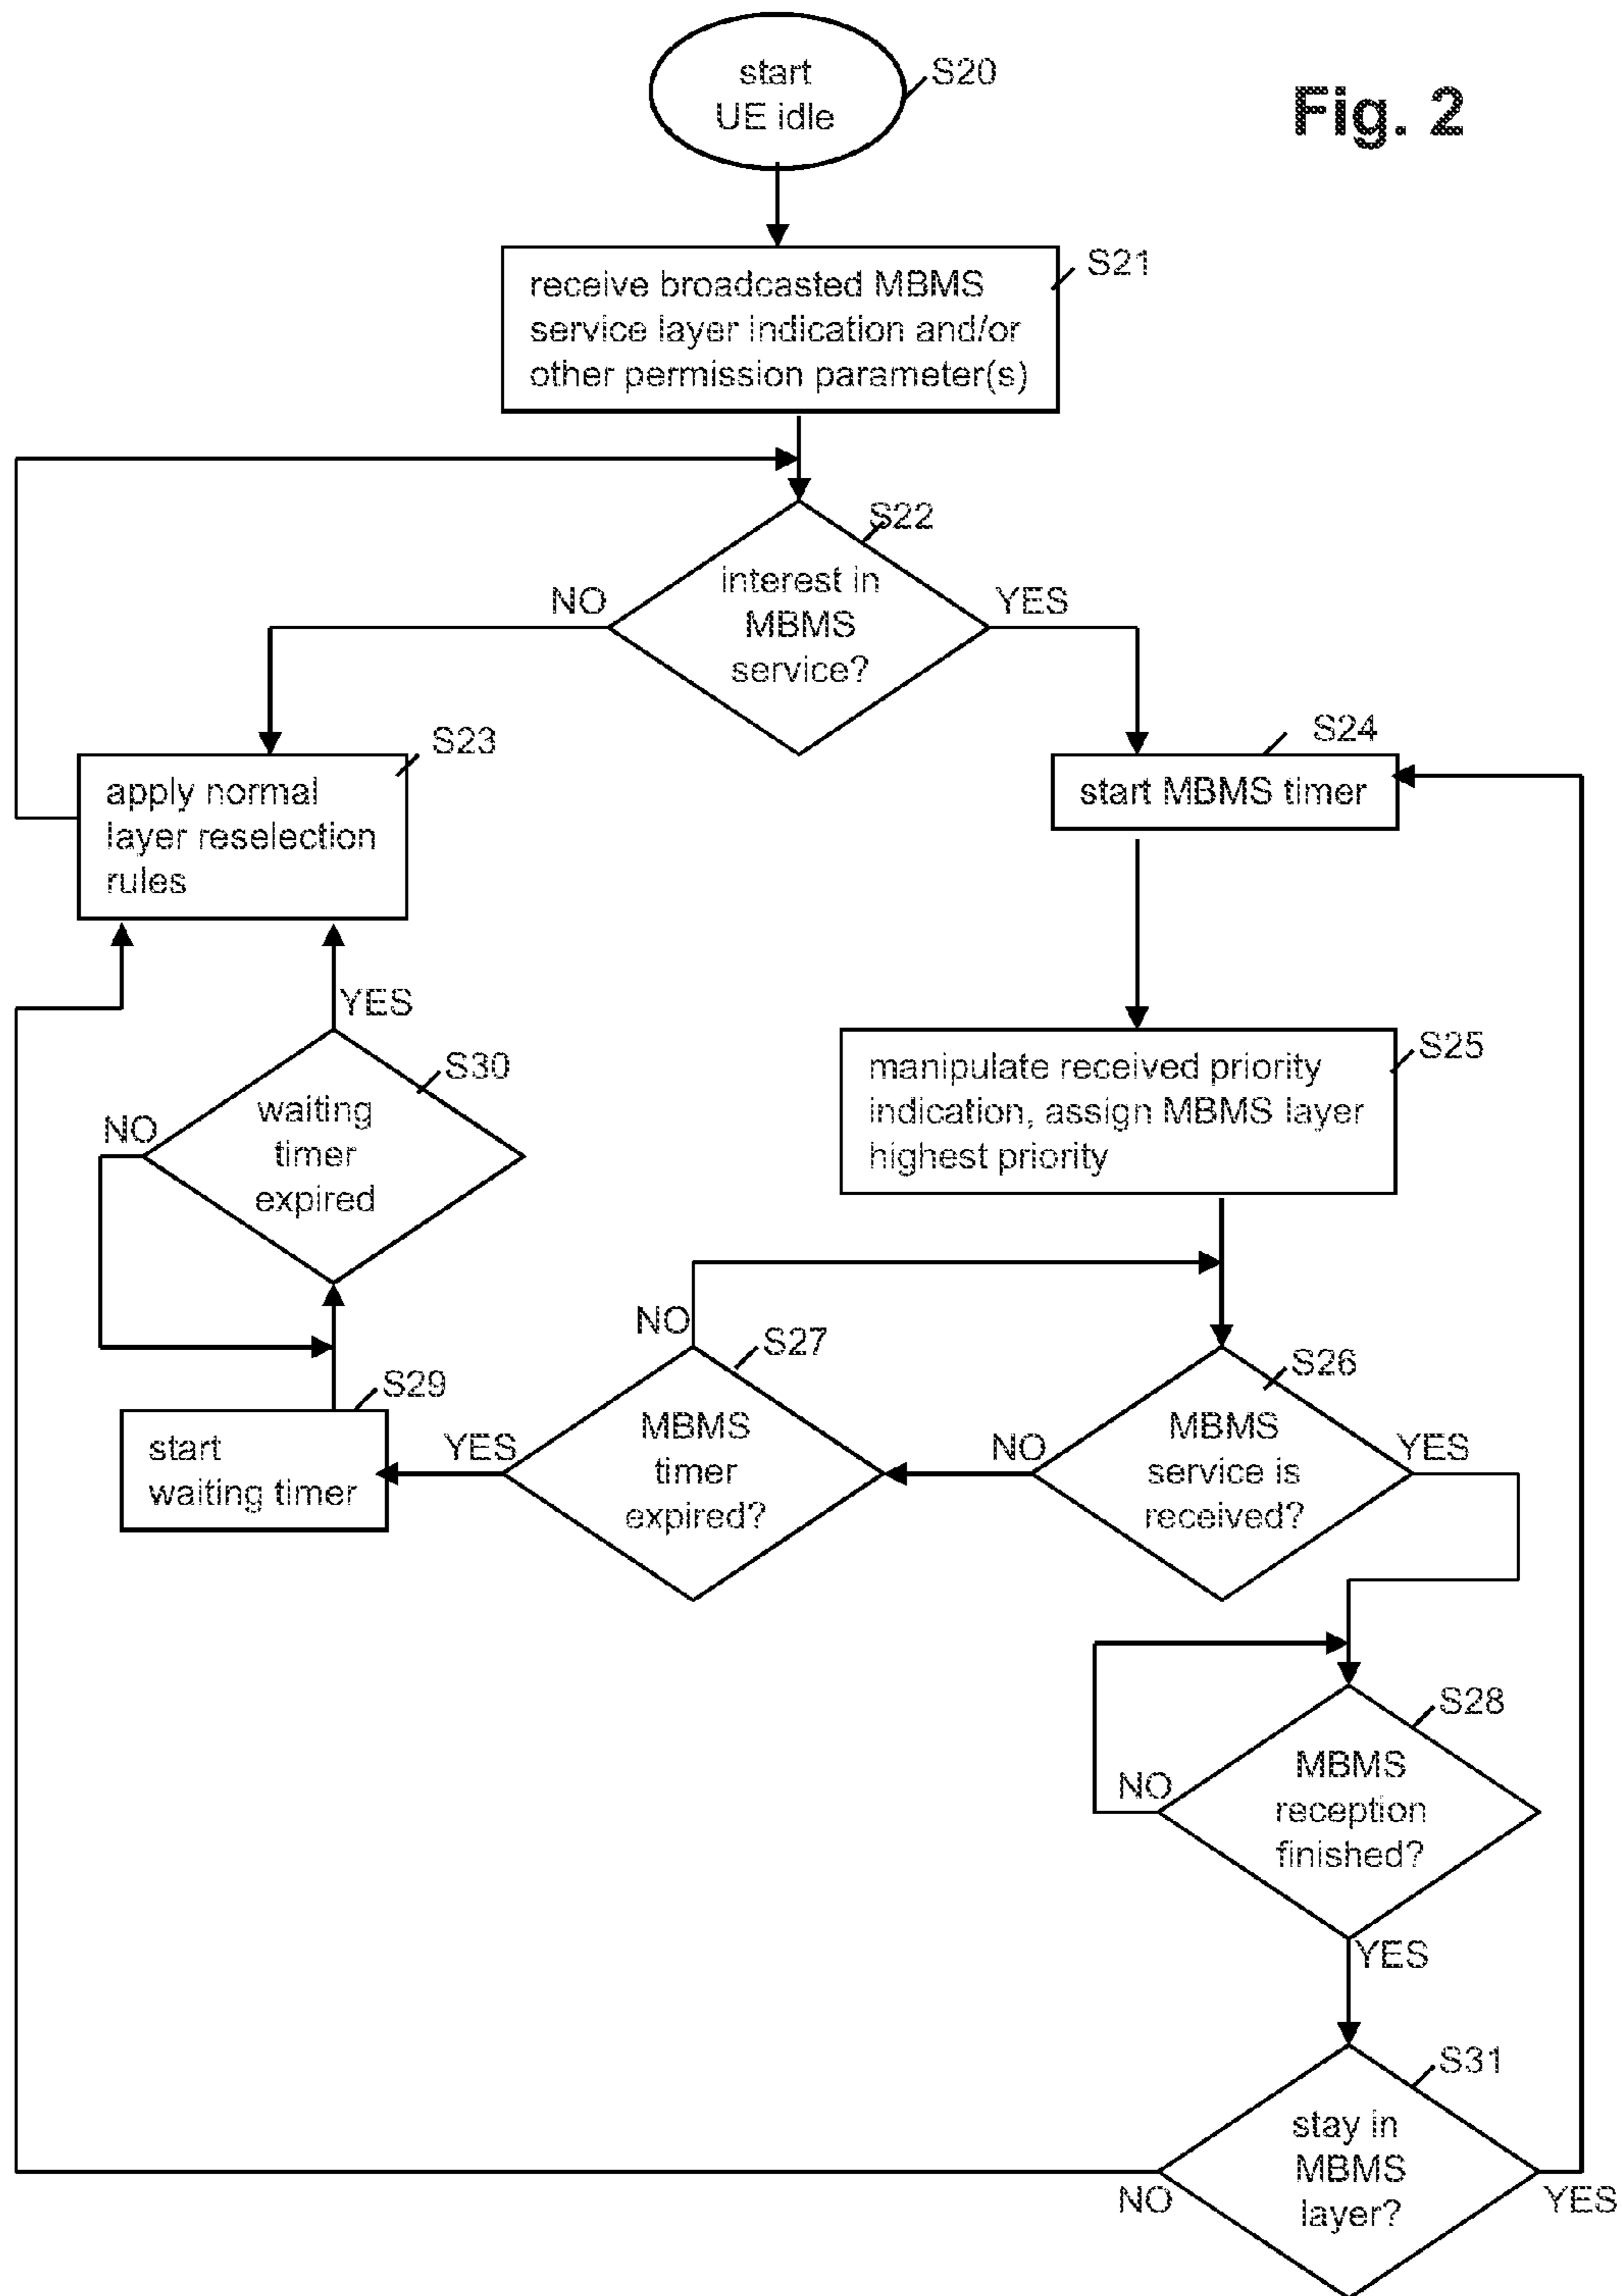 start
UE idle
S20
Fig. 2
receive broadcasted MBMS
service layer indication and/or
other permission parameter(s)
S21
S22
interest in
MBMS
service?
NO
YES
S23
apply normal
layer reselection
rules
S24
start MBMS timer
YES
S30
waiting
timer
expired
NO
S25
manipulate received priority
indication, assign MBMS layer
highest priority
NO
S27
MBMS
timer
expired?
YES
S26
MBMS
service is
received?
NO
YES
S29
start
waiting timer
S28
MBMS
reception
finished?
NO
YES
S31
stay in
MBMS
layer?
NO
YES